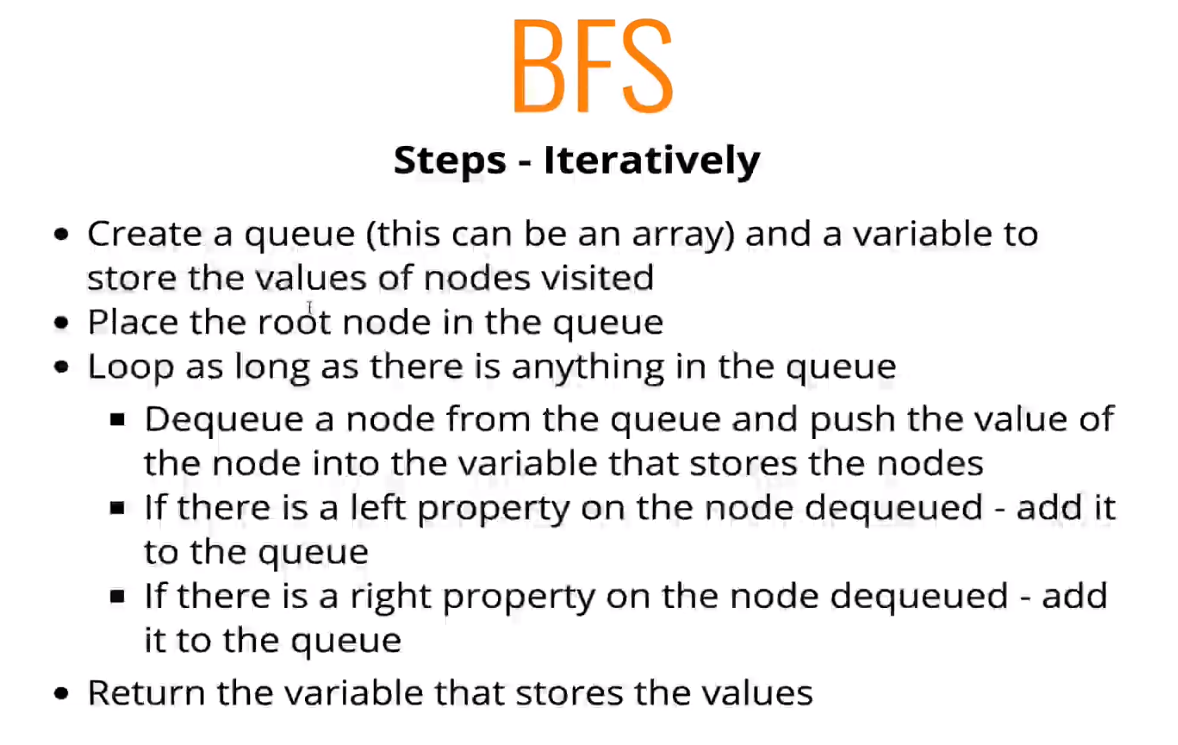 BFS
Steps - Iteratively
• Create a queue (this can be an array) and a variable to
store the values of nodes visited
• Place the root node in the queue
• Loop as long as there is anything in the queue
▪ Dequeue a node from the queue and push the value of
the node into the variable that stores the nodes
▪ If there is a left property on the node dequeued - add it
to the queue
▪ If there is a right property on the node dequeued - add
it to the queue
• Return the variable that stores the values